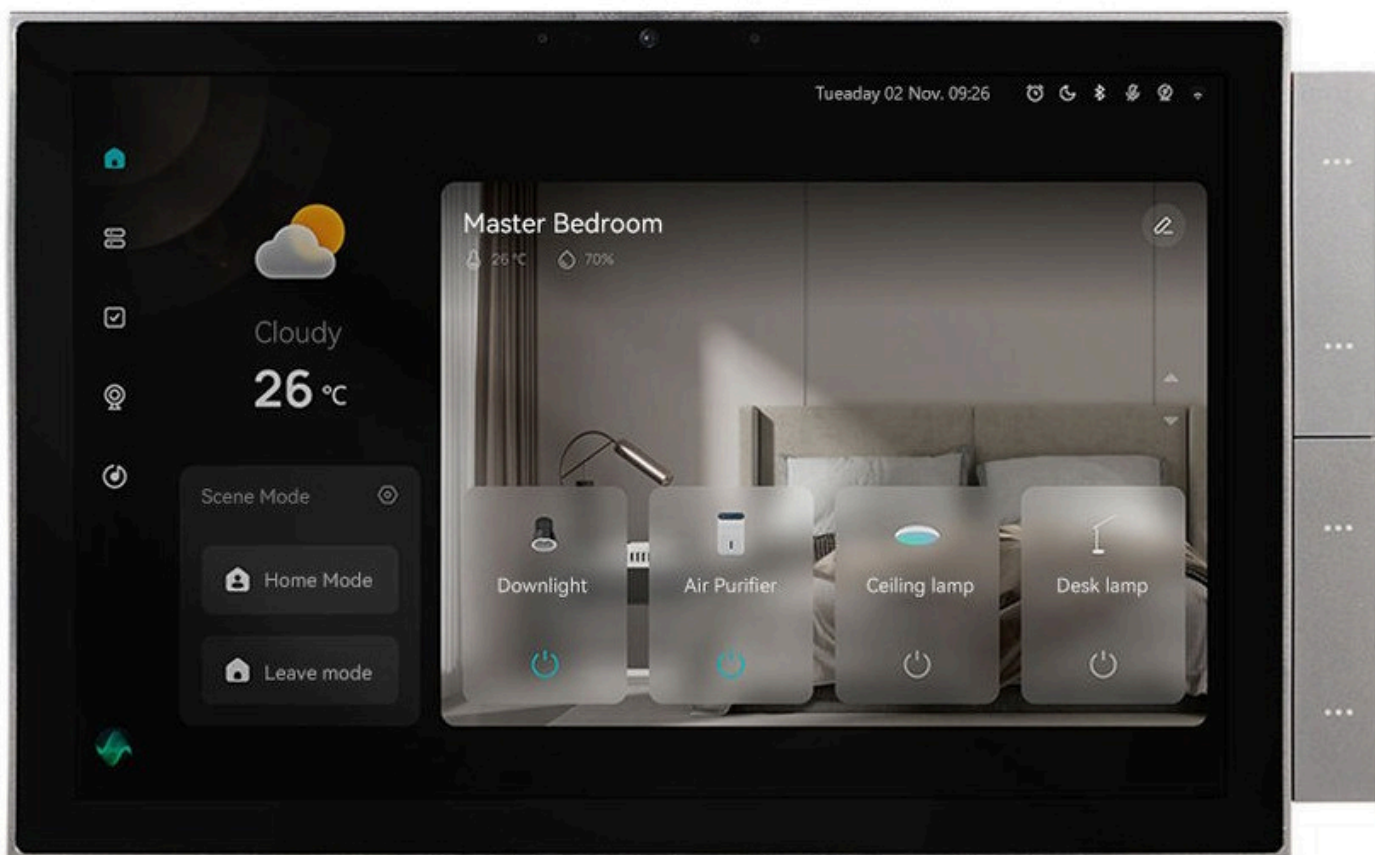 Tueaday 02 Nov. 09:26
Cloudy
26 °C
Scene Mode
Home Mode
Leave mode
Master Bedroom
26 °C 70%
Downlight
Air Purifier
Ceiling lamp
Desk lamp